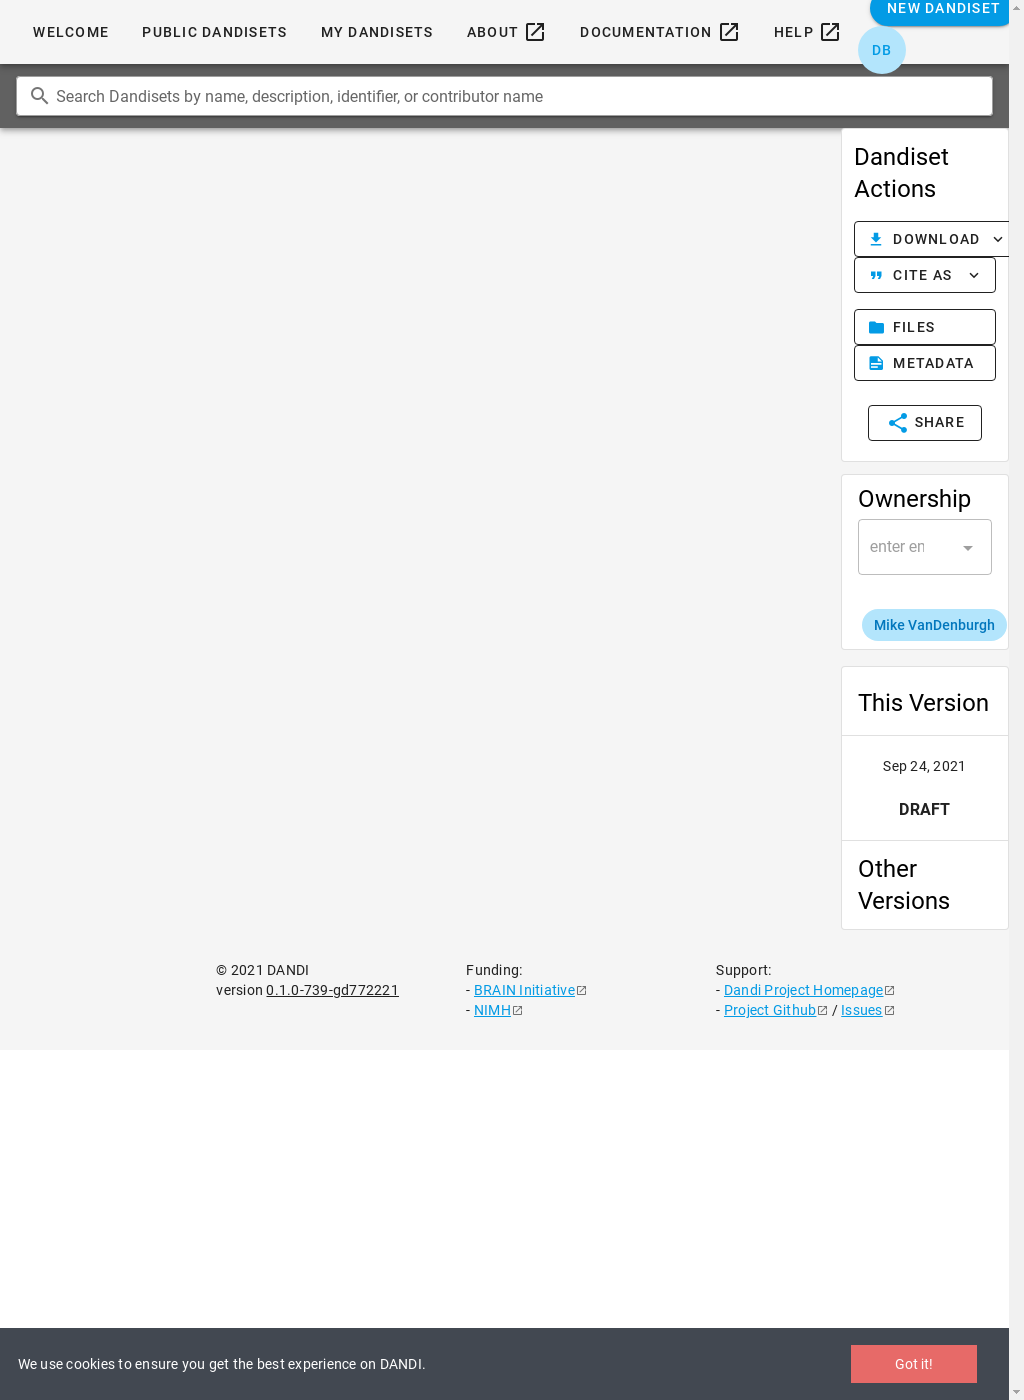 WELCOME PUBLIC DANDISETS MY DANDISETS ABOUT DOCUMENTATION HELP NEW DANDISET
DB
Search Dandisets by name, description, identifier, or contributor name
Dandiset
Actions
DOWNLOAD
CITE AS
FILES
METADATA
SHARE
Ownership
enter en
Mike VanDenburgh
This Version
Sep 24, 2021
DRAFT
Other
Versions
© 2021 DANDI
version 0.1.0-739-gd772221
Funding:
- BRAIN Initiative
- NIMH
Support:
- Dandi Project Homepage
- Project Github / Issues
We use cookies to ensure you get the best experience on DANDI.
Got it!